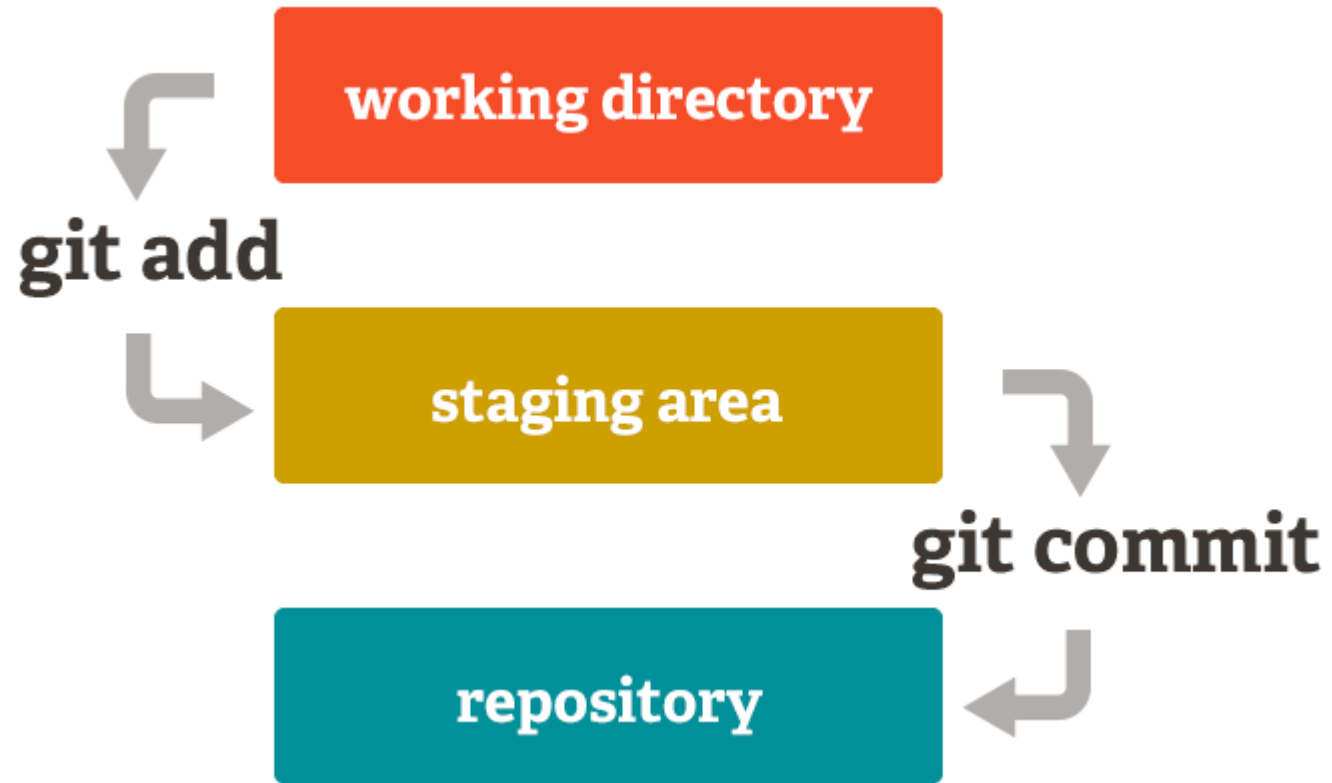 working directory
git add
staging area
git commit
repository